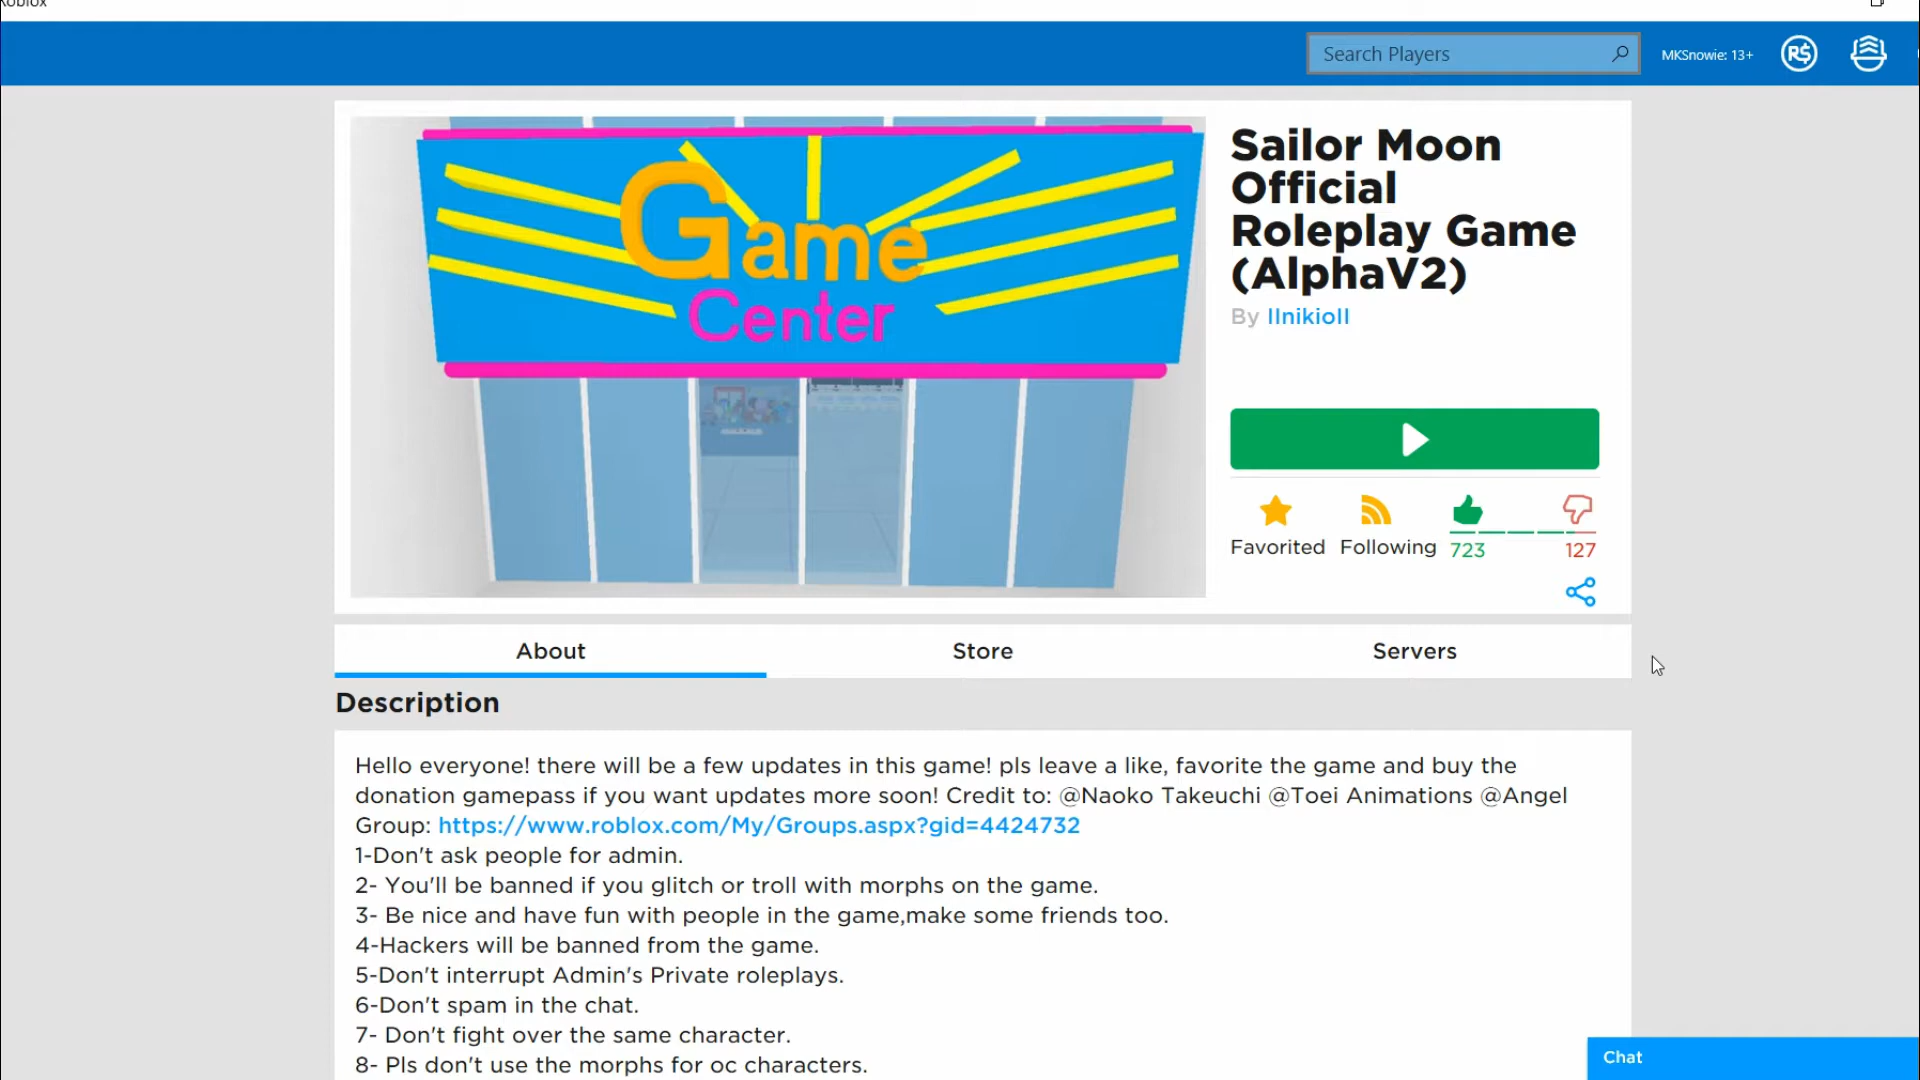 Roblox
Search Players
MKSnowie: 13+
R$
Game
Center
Sailor Moon
Official
Roleplay Game
(AlphaV2)
By IInikioII
Favorited
Following
723
127
About
Store
Servers
Description
Hello everyone! there will be a few updates in this game! pls leave a like, favorite the game and buy the
donation gamepass if you want updates more soon! Credit to: @Naoko Takeuchi @Toei Animations @Angel
Group: https://www.roblox.com/My/Groups.aspx?gid=4424732
1-Don't ask people for admin.
2- You'll be banned if you glitch or troll with morphs on the game.
3- Be nice and have fun with people in the game,make some friends too.
4-Hackers will be banned from the game.
5-Don't interrupt Admin's Private roleplays.
6-Don't spam in the chat.
7- Don't fight over the same character.
8- Pls don't use the morphs for oc characters.
Chat